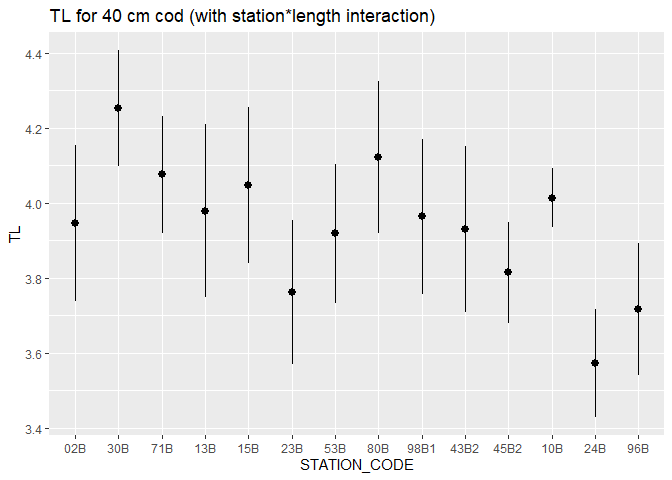 TL for 40 cm cod (with station*length interaction)
4.4
4.2
4.0
3.8
3.6
3.4
TL
02B 30B 71B 13B 15B 23B 53B 80B 98B1 43B2 45B2 10B 24B 96B
STATION_CODE